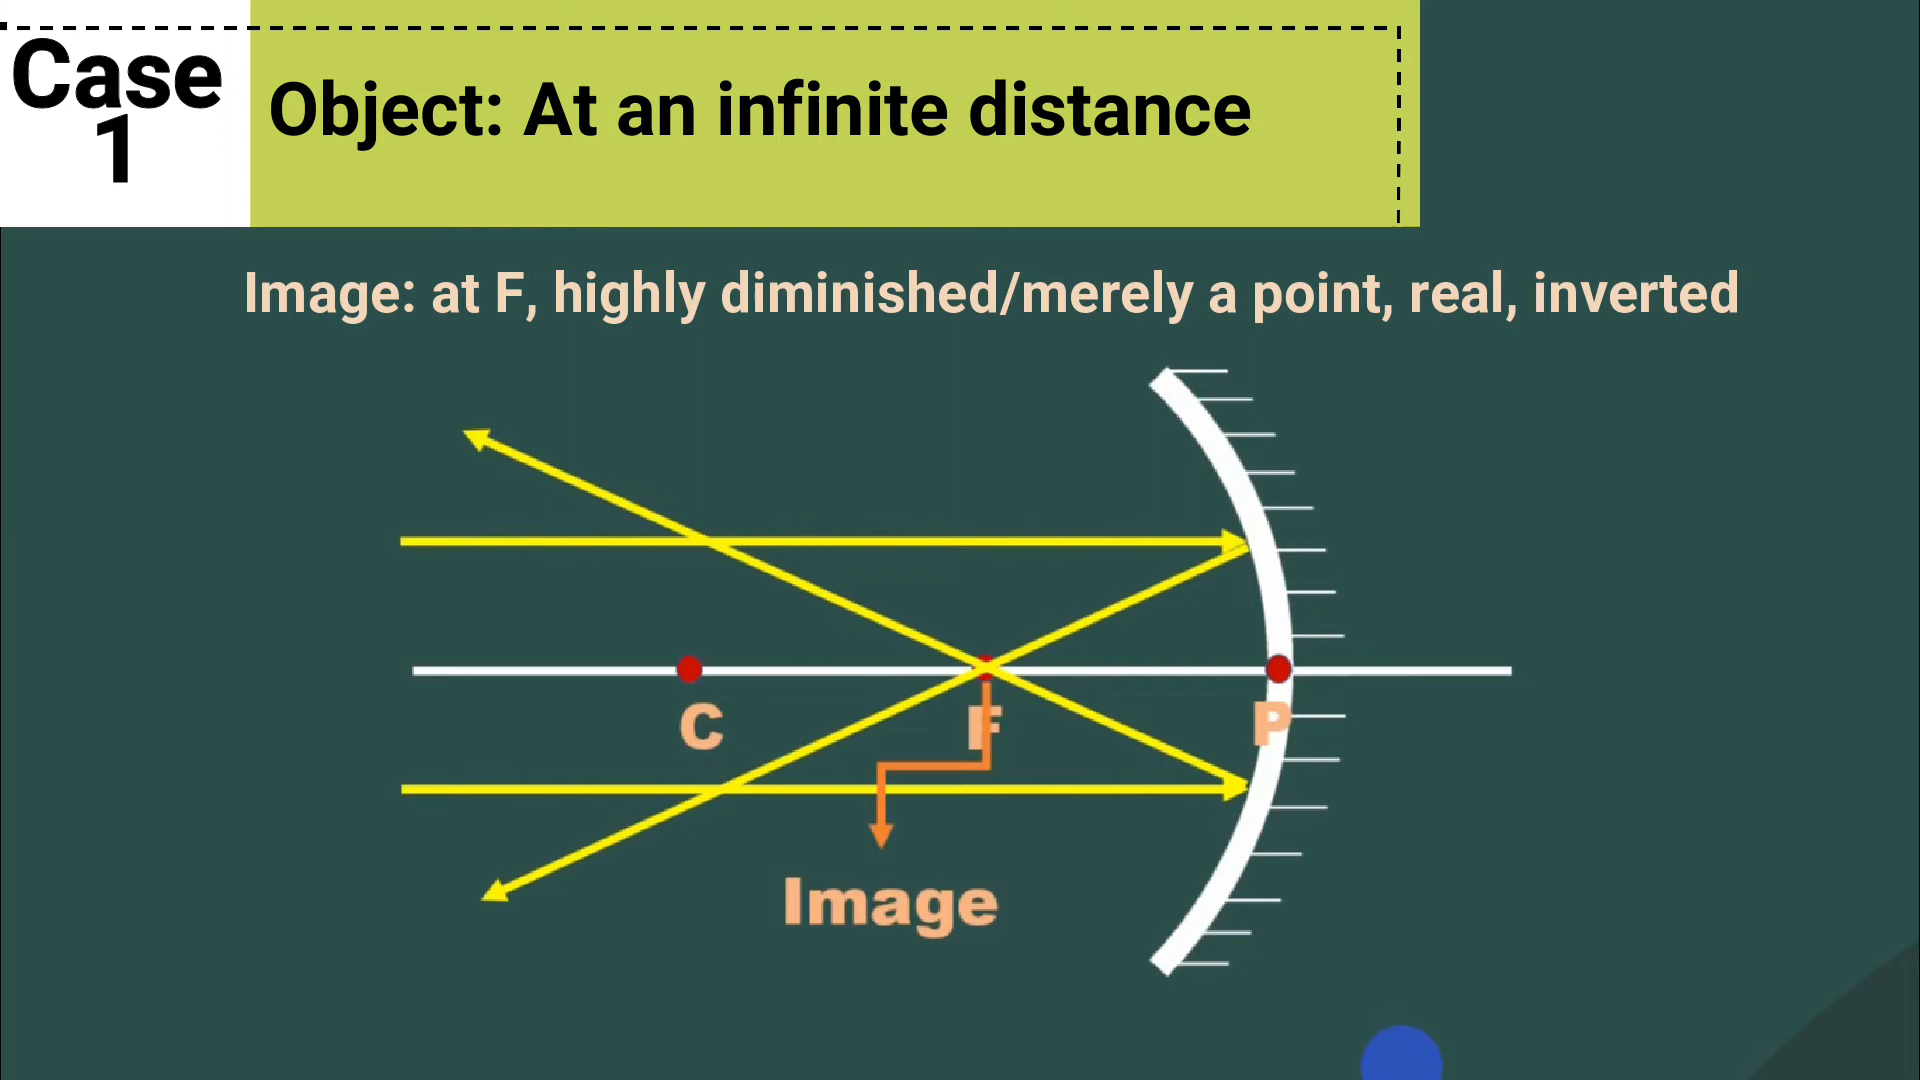 Case
1
Object: At an infinite distance
Image: at F, highly diminished/merely a point, real, inverted
C
F
P
Image